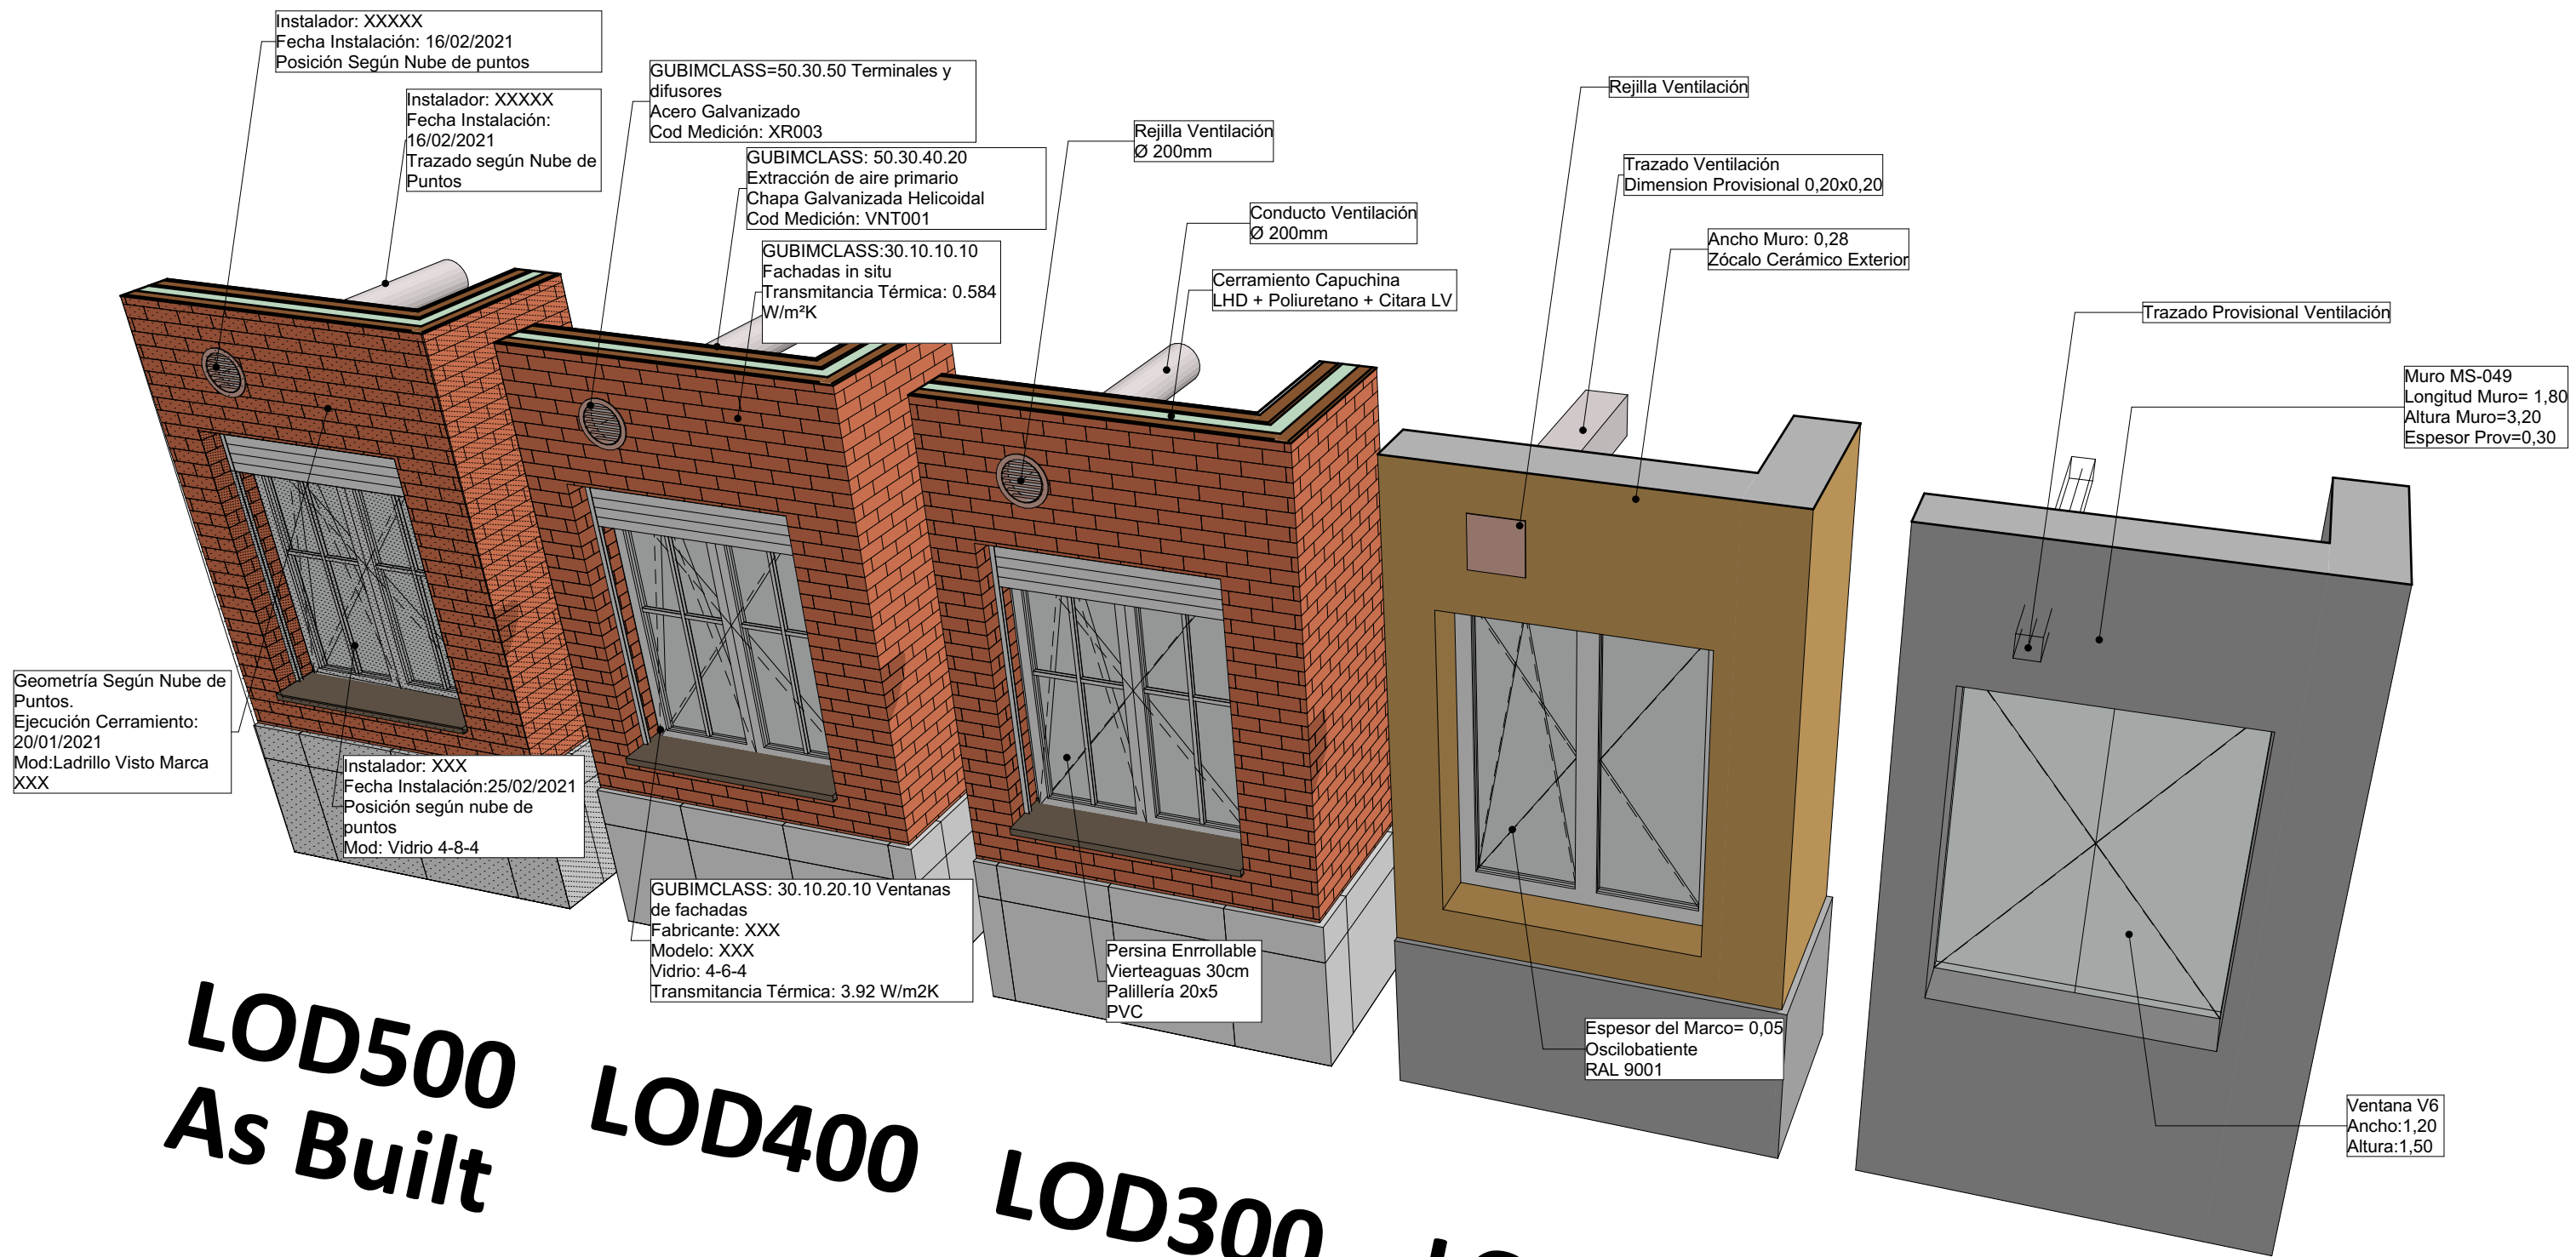 Instalador: XXXXX
Fecha Instalación: 16/02/2021
Posición Según Nube de puntos
Instalador: XXXXX
Fecha Instalación:
16/02/2021
Trazado según Nube de
Puntos
GUBIMCLASS=50.30.50 Terminales y
difusores
Acero Galvanizado
Cod Medición: XR003
GUBIMCLASS: 50.30.40.20
Extracción de aire primario
Chapa Galvanizada Helicoidal
Cod Medición: VNT001
GUBIMCLASS:30.10.10.10
Fachadas in situ
Transmitancia Térmica: 0.584
W/m²K
Rejilla Ventilación
Ø 200mm
Conducto Ventilación
Ø 200mm
Cerramiento Capuchina
LHD + Poliuretano + Citara LV
Rejilla Ventilación
Trazado Ventilación
Dimension Provisional 0,20x0,20
Ancho Muro: 0,28
Zócalo Cerámico Exterior
Trazado Provisional Ventilación
Muro MS-049
Longitud Muro= 1,80
Altura Muro=3,20
Espesor Prov=0,30
Geometría Según Nube de
Puntos.
Ejecución Cerramiento:
20/01/2021
Mod:Ladrillo Visto Marca
XXX
Instalador: XXX
Fecha Instalación:25/02/2021
Posición según nube de
puntos
Mod: Vidrio 4-8-4
GUBIMCLASS: 30.10.20.10 Ventanas
de fachadas
Fabricante: XXX
Modelo: XXX
Vidrio: 4-6-4
Transmitancia Térmica: 3.92 W/m2K
Persina Enrrollable
Vierteaguas 30cm
Palillería 20x5
PVC
Espesor del Marco= 0,05
Oscilobatiente
RAL 9001
Ventana V6
Ancho:1,20
Altura:1,50
LOD500
As Built
LOD400
LOD300